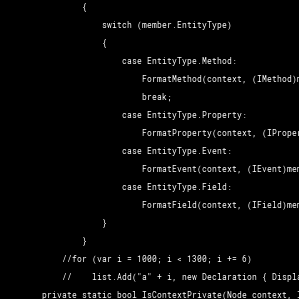 {
switch (member.EntityType)
{
case EntityType.Method:
FormatMethod(context, (IMethod)m
break;
case EntityType.Property:
FormatProperty(context, (IProper
case EntityType.Event:
FormatEvent(context, (IEvent)mem
case EntityType.Field:
FormatField(context, (IField)mem
}
}
//for (var i = 1000; i < 1300; i += 6)
//    list.Add("a" + i, new Declaration { Displa
private static bool IsContextPrivate(Node context, I